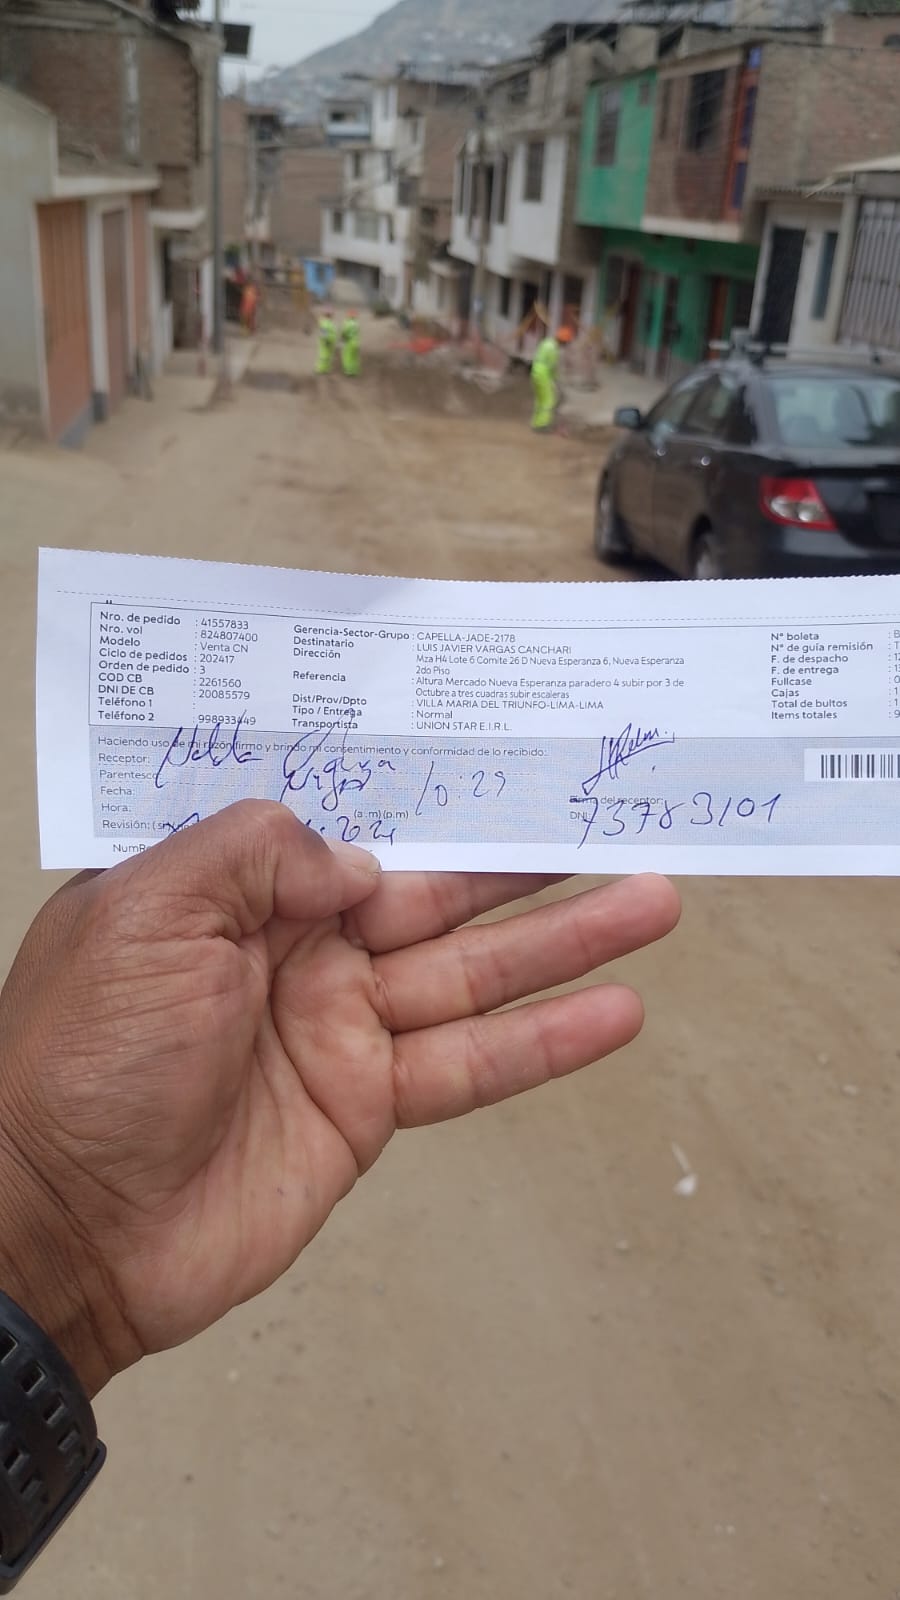 Nro. de pedido : 41557833
Nro. vol : 824807400
Modelo : Venta CN
Ciclo de pedidos : 202417
Orden de pedido : 3
COD CB : 2261560
DNI DE CB : 20085579
Teléfono 1 :
Teléfono 2 : 998933449
Gerencia-Sector-Grupo : CAPELLA-JADE-2178
Destinatario : LUIS JAVIER VARGAS CANCHARI
Dirección : Mza H4 Lote 6 Comite 26 D Nueva Esperanza 6, Nueva Esperanza
2do Piso
Referencia : Altura Mercado Nueva Esperanza paradero 4 subir por 3 de
Octubre a tres cuadras subir escaleras
Dist/Prov/Dpto : VILLA MARIA DEL TRIUNFO-LIMA-LIMA
Tipo / Entrega : Normal
Transportista : UNION STAR E.I.R.L.
N° boleta : B
N° de guía remisión : T
F. de despacho : 1
F. de entrega : 1
Fullcase : 0
Cajas : 1
Total de bultos : 1
Items totales : 9
Haciendo uso de mi razón firmo y brindo mi consentimiento y conformidad de lo recibido:
Receptor:
Parentesco:
Fecha: 10:29
Hora: (a.m)(p.m)
Revisión:
Firma del receptor:
DNI: 73783101